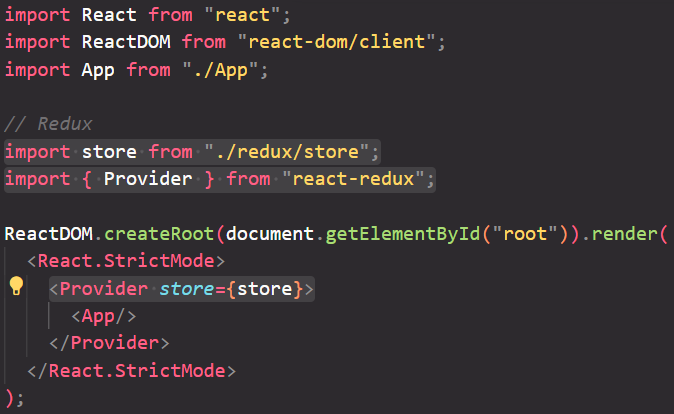 import React from "react";
import ReactDOM from "react-dom/client";
import App from "./App";
// Redux
import store from "./redux/store";
import { Provider } from "react-redux";
ReactDOM.createRoot(document.getElementById("root")).render(
<React.StrictMode>
<Provider store={store}>
<App/>
</Provider>
</React.StrictMode>
);